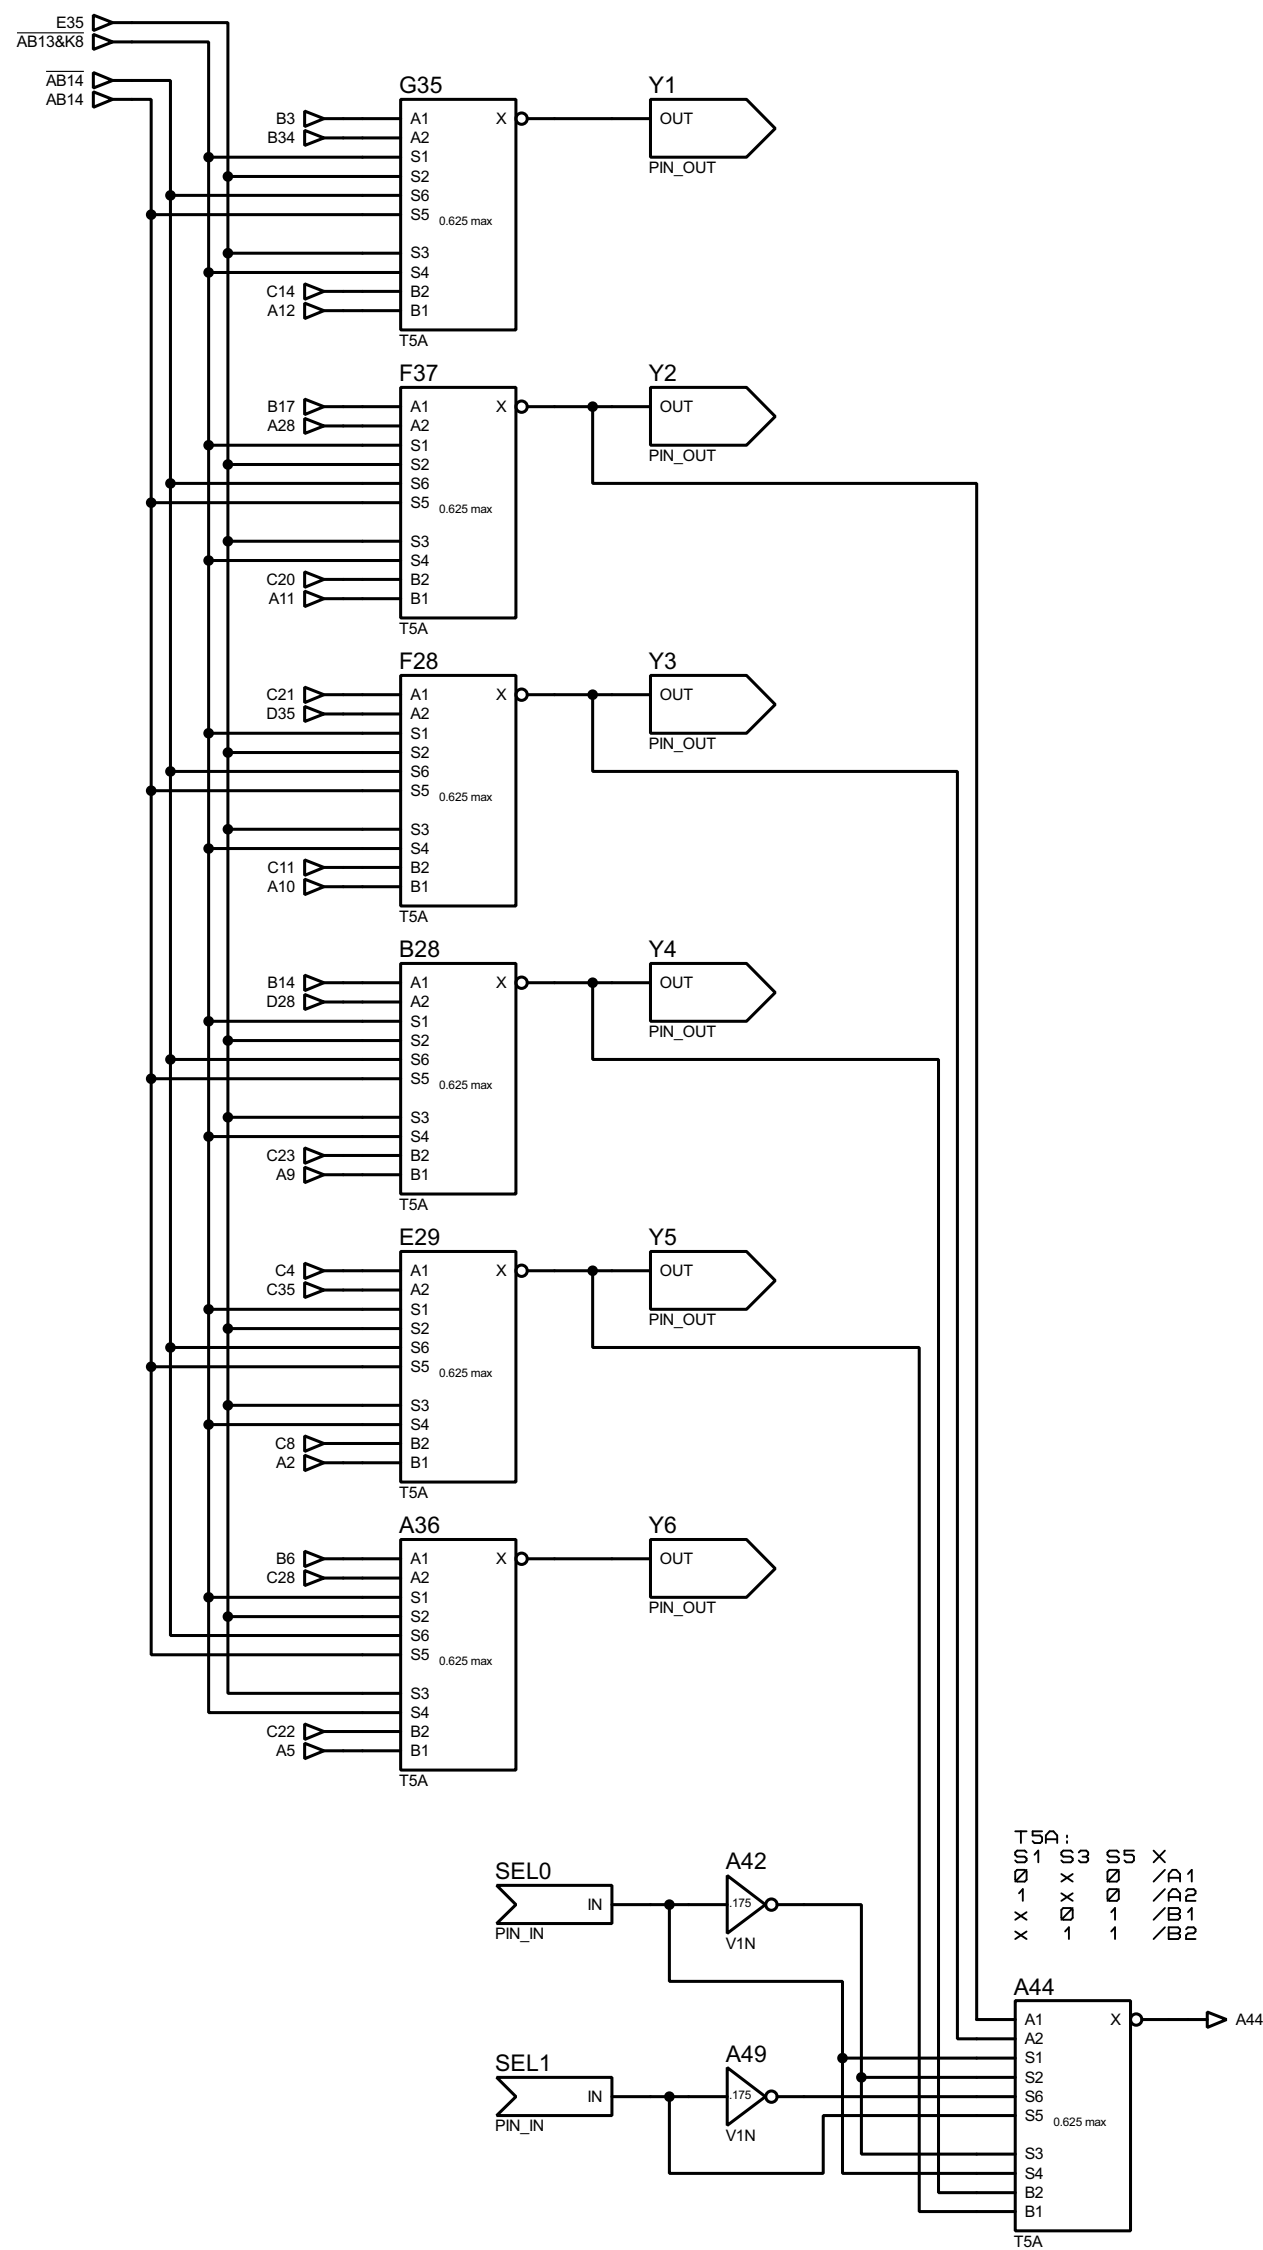 E35
AB13&K8
AB14
AB14
G35
Y1
B3
A1
X
OUT
B34
A2
S1
PIN_OUT
S2
S6
S5
0.625 max
S3
S4
C14
B2
A12
B1
T5A
F37
Y2
B17
A1
X
OUT
A28
A2
S1
PIN_OUT
S2
S6
S5
0.625 max
S3
S4
C20
B2
A11
B1
T5A
F28
Y3
C21
A1
X
OUT
D35
A2
S1
PIN_OUT
S2
S6
S5
0.625 max
S3
S4
C11
B2
A10
B1
T5A
B28
Y4
B14
A1
X
OUT
D28
A2
S1
PIN_OUT
S2
S6
S5
0.625 max
S3
S4
C23
B2
A9
B1
T5A
E29
Y5
C4
A1
X
OUT
C35
A2
S1
PIN_OUT
S2
S6
S5
0.625 max
S3
S4
C8
B2
A2
B1
T5A
A36
Y6
B6
A1
X
OUT
C28
A2
S1
PIN_OUT
S2
S6
S5
0.625 max
S3
S4
C22
B2
A5
B1
T5A
T5A:
S1 S3 S5 X
0 x 0 /A1
1 x 0 /A2
x 0 1 /B1
x 1 1 /B2
SEL0
IN
PIN_IN
A42
.175
V1N
SEL1
IN
PIN_IN
A49
.175
V1N
A44
A1
X
A44
A2
S1
S2
S6
S5
0.625 max
S3
S4
B2
B1
T5A